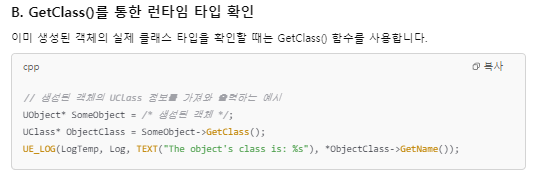 B. GetClass()를 통한 런타임 타입 확인
이미 생성된 객체의 실제 클래스 타입을 확인할 때는 GetClass() 함수를 사용합니다.
cpp
복사
// 생성된 객체의 UClass 정보를 가져와 출력하는 예시
UObject* SomeObject = /* 생성된 객체 */;
UClass* ObjectClass = SomeObject->GetClass();
UE_LOG(LogTemp, Log, TEXT("The object's class is: %s"), *ObjectClass->GetName());